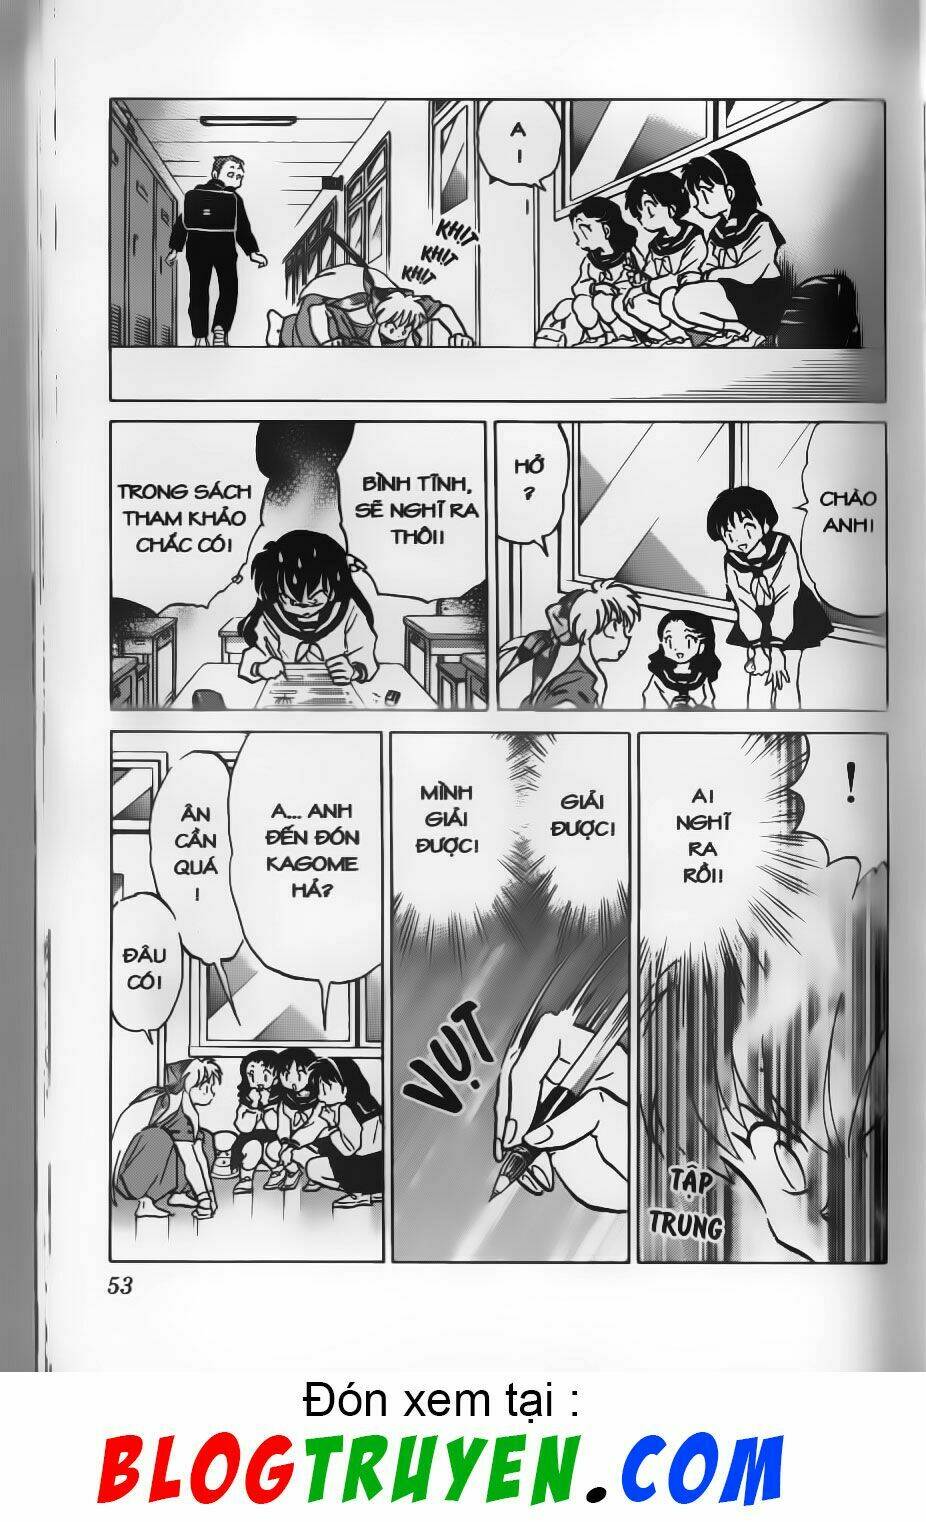 A
!
KHỊT
KHỊT
KHỊT
CHÀO
ANH!
HỞ
?
BÌNH TĨNH,
SẼ NGHĨ RA
THÔI!
TRONG SÁCH
THAM KHẢO
CHẮC CÓ!
!
A!
NGHĨ
RA
RỒI!
TẬP
TRUNG
GIẢI
ĐƯỢC!
MÌNH
GIẢI
ĐƯỢC!
VỤT
A... ANH
ĐẾN ĐÓN
KAGOME
HẢ?
ÂN
CẦN
QUÁ
!
ĐÂU
CÓ!
53
Đón xem tại :
BLOGTRUYEN.COM